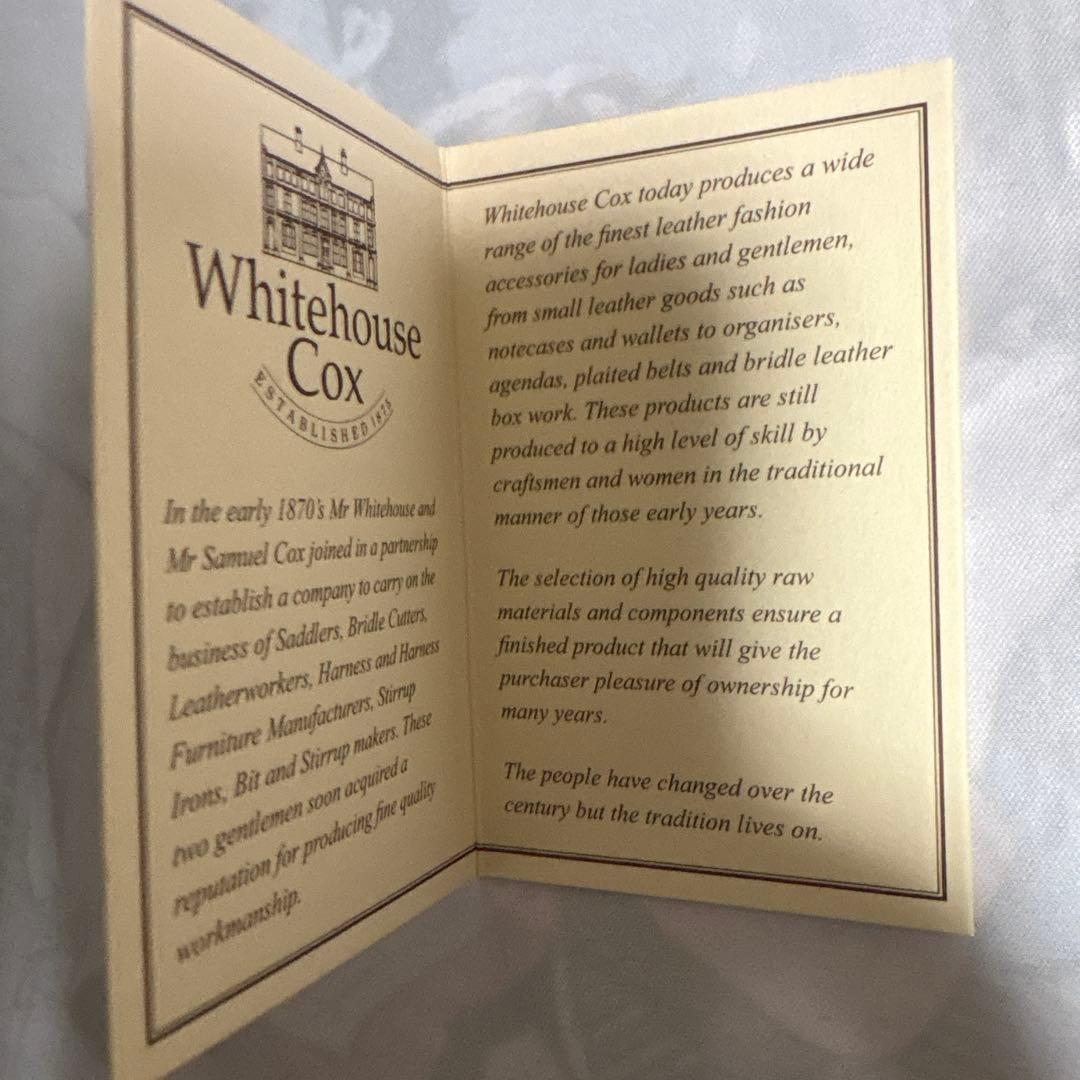 Whitehouse
Cox
ESTABLISHED 1875
In the early 1870's Mr Whitehouse and
Mr Samuel Cox joined in a partnership
to establish a company to carry on the
business of Saddlers, Bridle Cutters,
Leatherworkers, Harness and Harness
Furniture Manufacturers, Stirrup
Irons, Bit and Stirrup makers. These
two gentlemen soon acquired a
reputation for producing fine quality
workmanship.
Whitehouse Cox today produces a wide
range of the finest leather fashion
accessories for ladies and gentlemen,
from small leather goods such as
notecases and wallets to organisers,
agendas, plaited belts and bridle leather
box work. These products are still
produced to a high level of skill by
craftsmen and women in the traditional
manner of those early years.
The selection of high quality raw
materials and components ensure a
finished product that will give the
purchaser pleasure of ownership for
many years.
The people have changed over the
century but the tradition lives on.